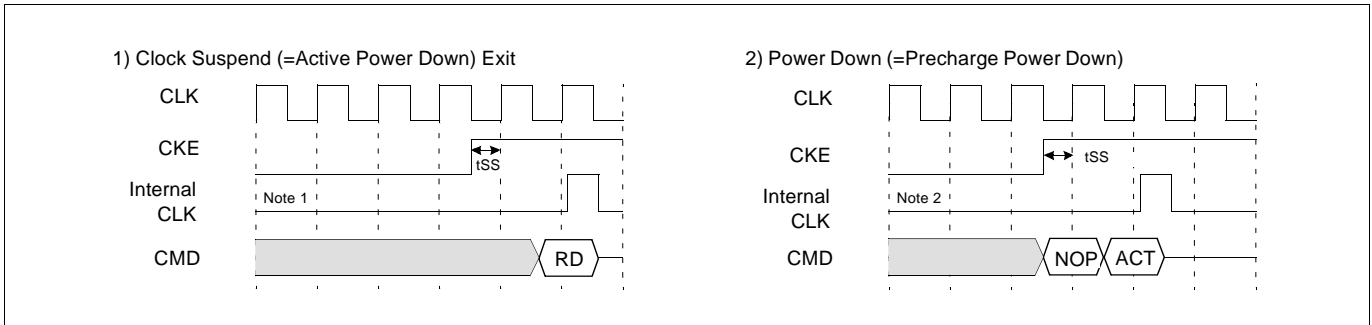 1) Clock Suspend (=Active Power Down) Exit
CLK
CKE
tSS
Internal
CLK
Note 1
CMD
RD
2) Power Down (=Precharge Power Down)
CLK
CKE
tSS
Internal
CLK
Note 2
CMD
NOP
ACT